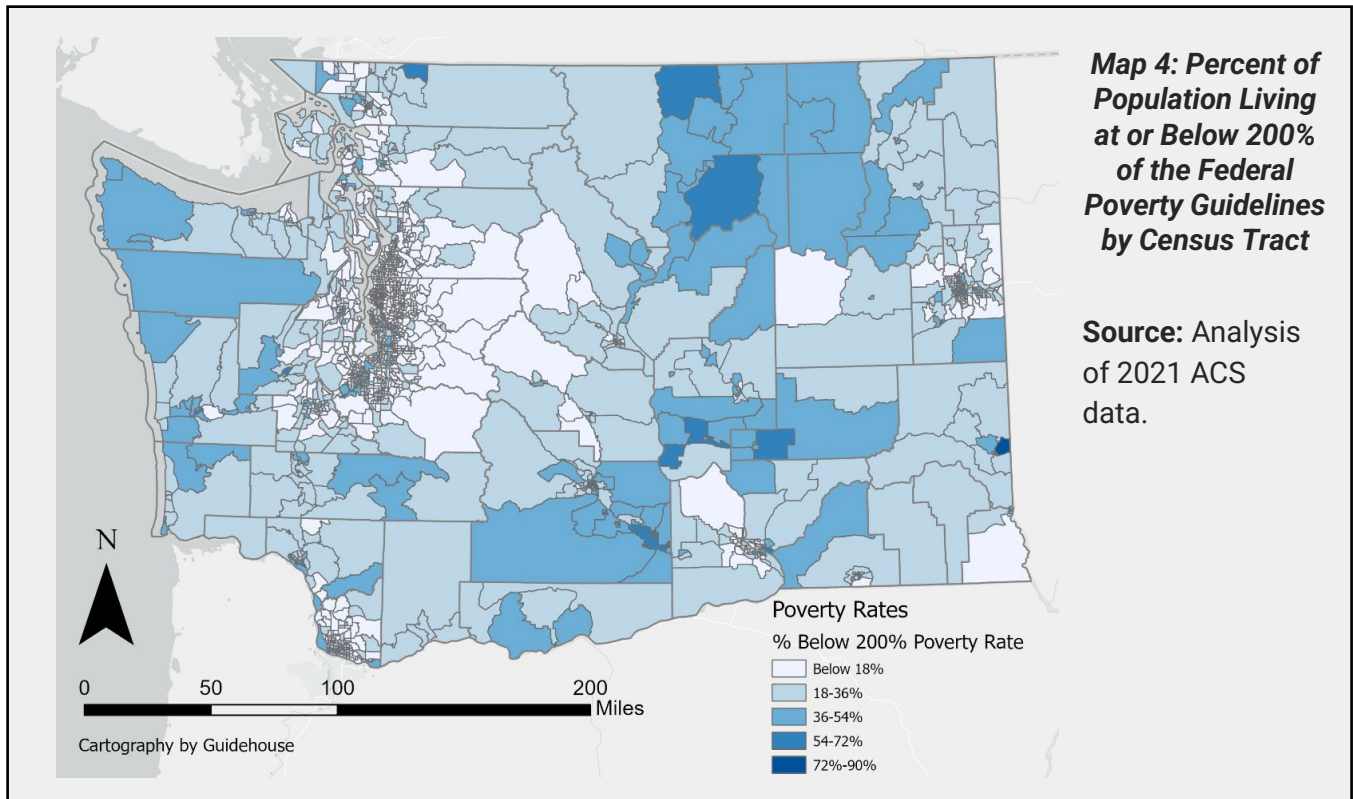 Map 4: Percent of
Population Living
at or Below 200%
of the Federal
Poverty Guidelines
by Census Tract
Source: Analysis
of 2021 ACS
data.
N
0 50 100 200
Miles
Cartography by Guidehouse
Poverty Rates
% Below 200% Poverty Rate
Below 18%
18-36%
36-54%
54-72%
72%-90%